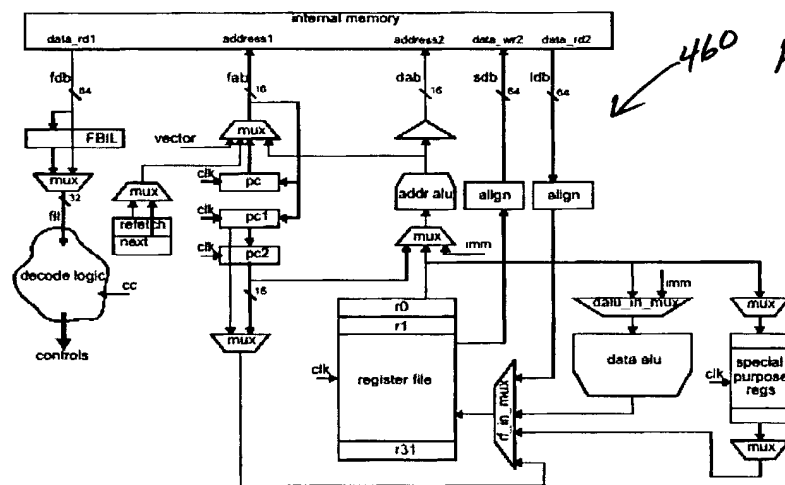 internal memory
data_rd1 address1 address2 data_wr2 data_rd2
460
fdb 64
fab 16
dab 16
sdb 64
ldb 64
FBIL
vector
mux
mux
mux
clk pc
addr alu
align
align
32
fit
refetch
next
clk pc1
clk pc2
mux
imm
decode logic
cc
16
controls
mux
r0
r1
register file
clk
r31
rf_in_mux
imm
dalu_in_mux
data alu
mux
special purpose regs
clk
mux